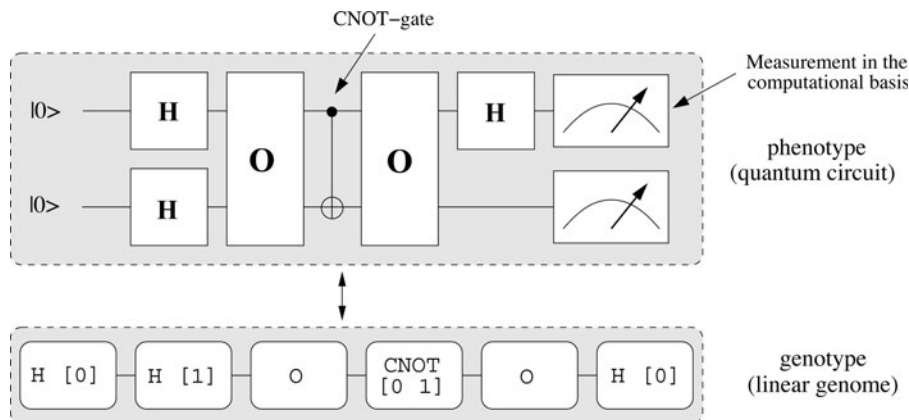 CNOT-gate
Measurement in the
computational basis
|0>
H
O
O
H
phenotype
(quantum circuit)
|0>
H
H [0]
H [1]
O
CNOT
[0 1]
O
H [0]
genotype
(linear genome)